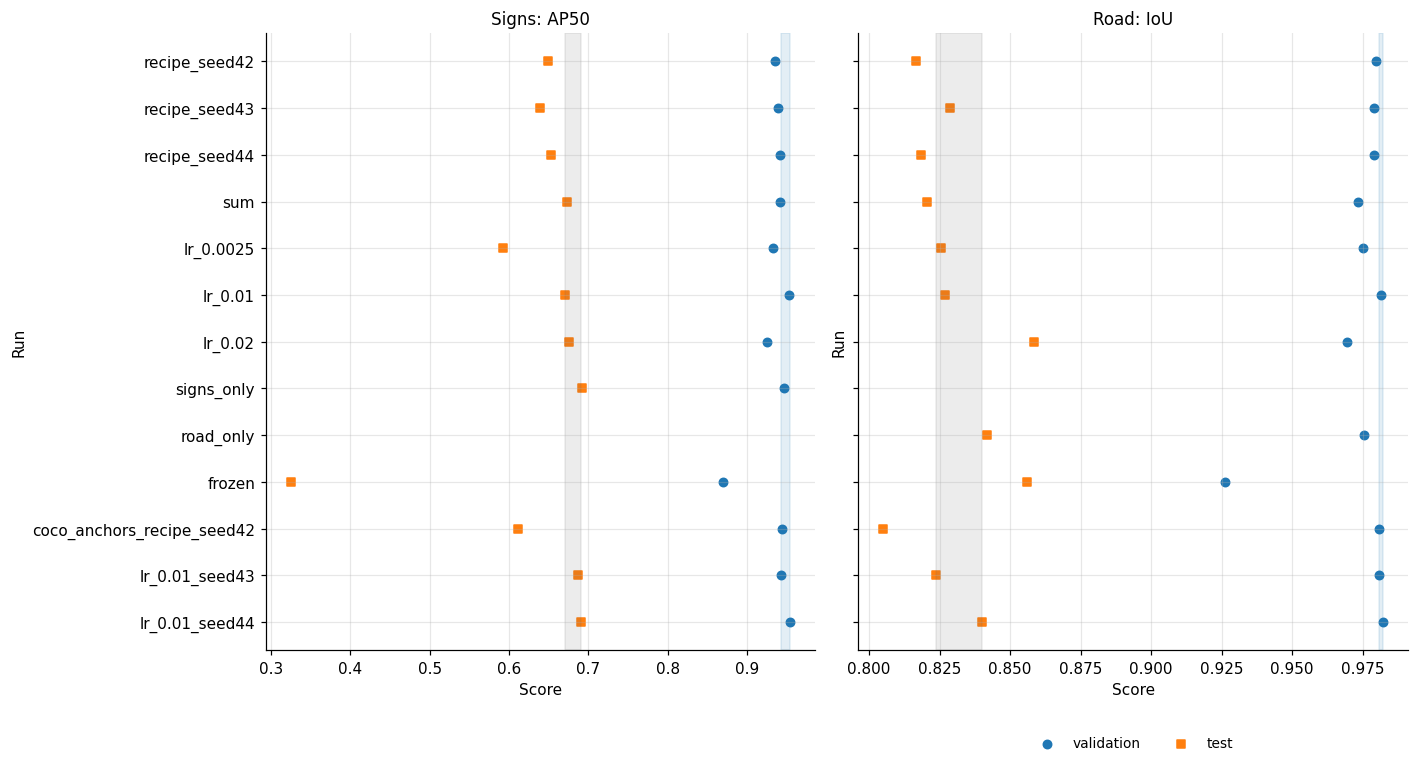 Signs: AP50
Road: IoU
Run
recipe_seed42
recipe_seed43
recipe_seed44
sum
lr_0.0025
lr_0.01
lr_0.02
signs_only
road_only
frozen
coco_anchors_recipe_seed42
lr_0.01_seed43
lr_0.01_seed44
Run
0.3 0.4 0.5 0.6 0.7 0.8 0.9
0.800 0.825 0.850 0.875 0.900 0.925 0.950 0.975
Score
Score
validation test